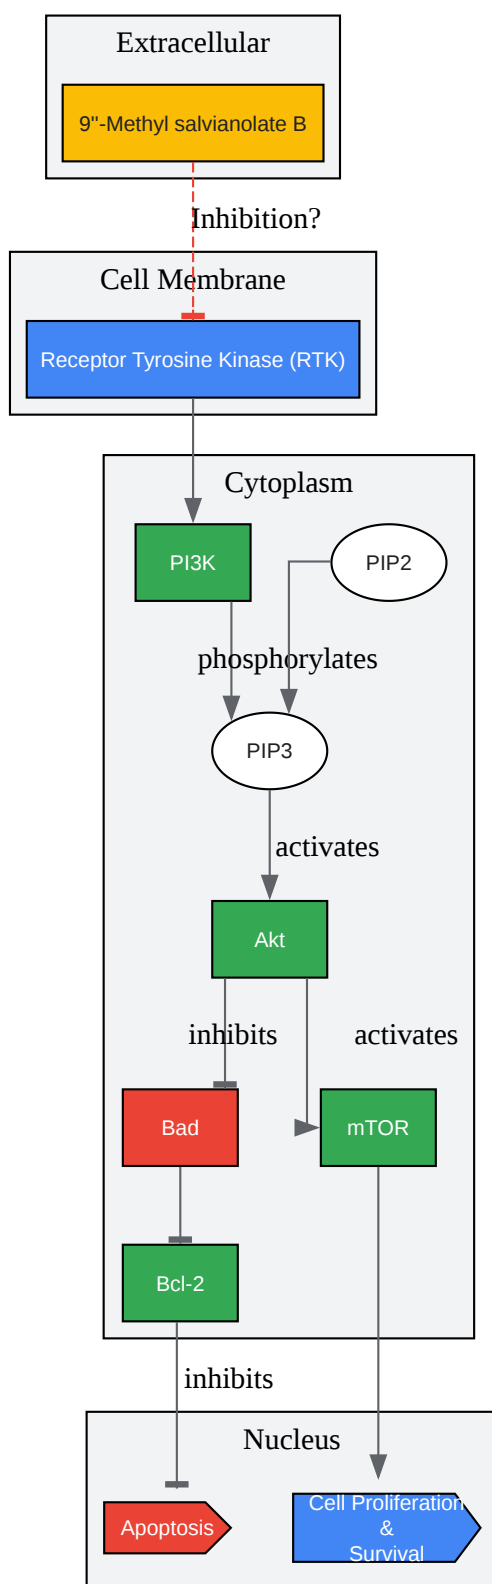 Extracellular
9"-Methyl salvianolate B
Inhibition?
Cell Membrane
Receptor Tyrosine Kinase (RTK)
Cytoplasm
PI3K
PIP2
phosphorylates
PIP3
activates
Akt
inhibits
activates
Bad
mTOR
Bcl-2
inhibits
Nucleus
Apoptosis
Cell Proliferation
&
Survival